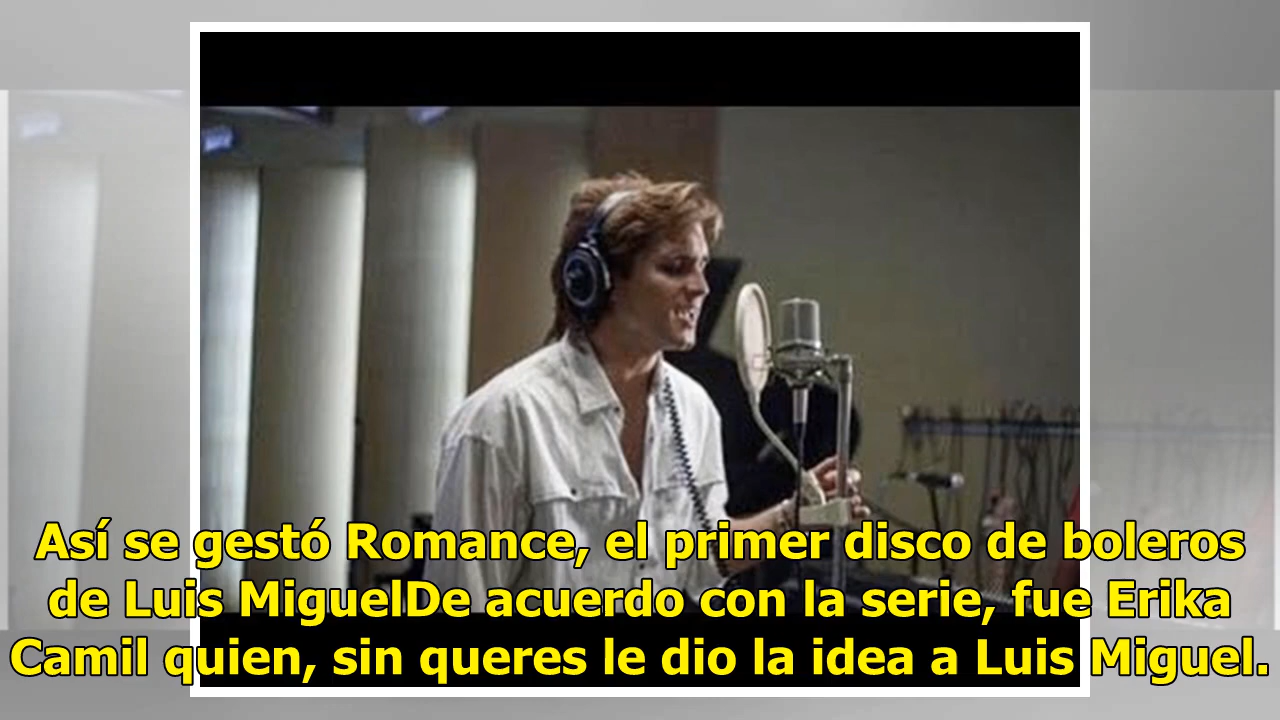 Así se gestó Romance, el primer disco de boleros
de Luis MiguelDe acuerdo con la serie, fue Erika
Camil quien, sin queres le dio la idea a Luis Miguel.